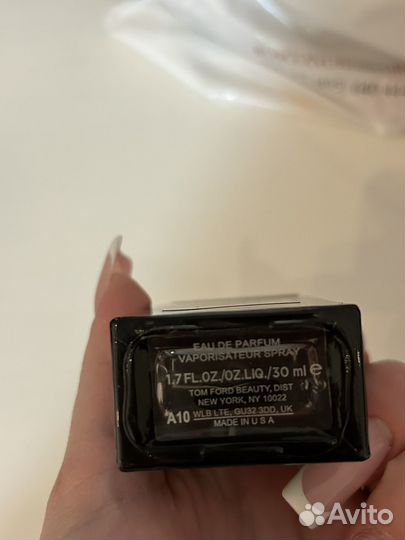 EAU DE PARFUM
VAPORISATEUR SPRAY
1.7 FL.OZ./OZ.LIQ./30 ml e
TOM FORD BEAUTY, DIST
NEW YORK, NY 10022
A10 WLB LTE, GU32 3DD, UK
MADE IN U S A
Avito